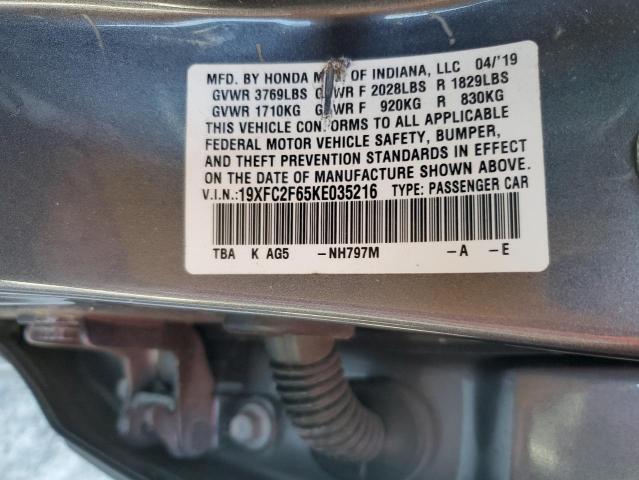 MFD. BY HONDA M OF INDIANA, LLC 04/'19
GVWR 3769LBS G WR F 2028LBS R 1829LBS
GVWR 1710KG G WR F 920KG R 830KG
THIS VEHICLE CONFORMS TO ALL APPLICABLE
FEDERAL MOTOR VEHICLE SAFETY, BUMPER,
AND THEFT PREVENTION STANDARDS IN EFFECT
ON THE DATE OF MANUFACTURE SHOWN ABOVE.
V.I.N.:19XFC2F65KE035216 TYPE: PASSENGER CAR
TBA K AG5 -NH797M -A -E